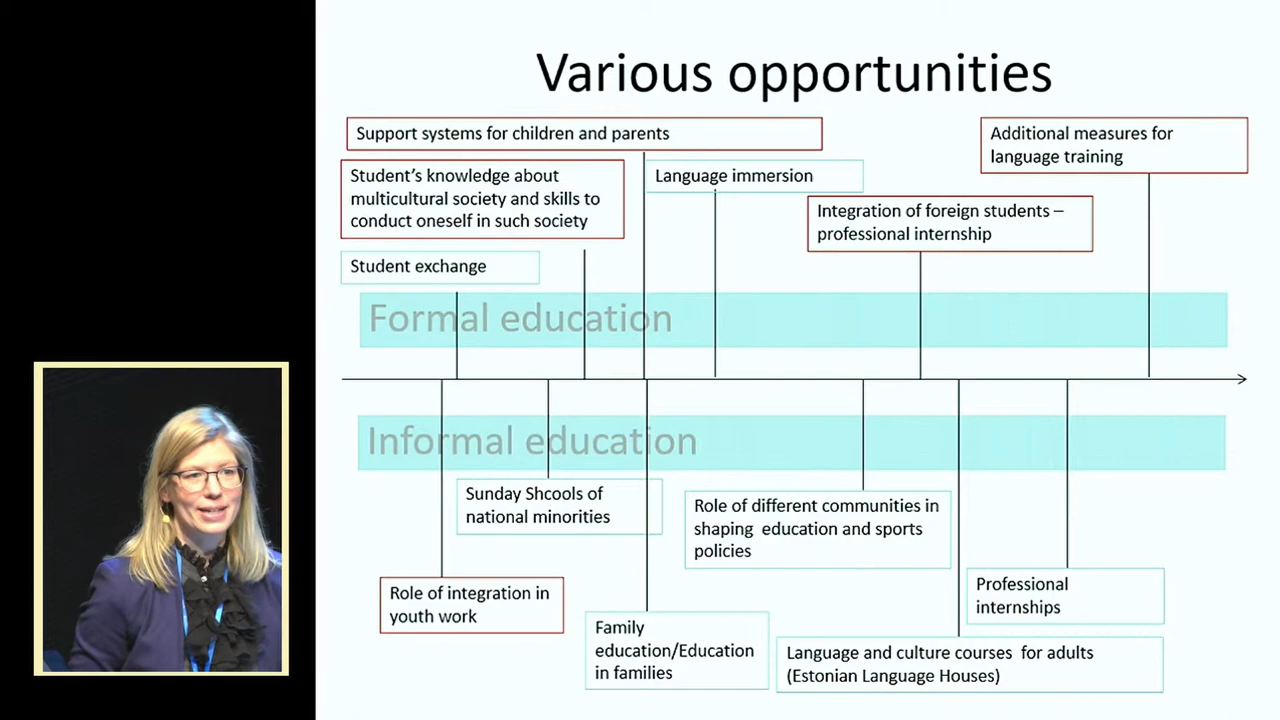 Various opportunities
Support systems for children and parents
Additional measures for
language training
Student's knowledge about
multicultural society and skills to
conduct oneself in such society
Language immersion
Integration of foreign students –
professional internship
Student exchange
Formal education
Informal education
Sunday Shcools of
national minorities
Role of different communities in
shaping education and sports
policies
Role of integration in
youth work
Professional
internships
Family
education/Education
in families
Language and culture courses for adults
(Estonian Language Houses)